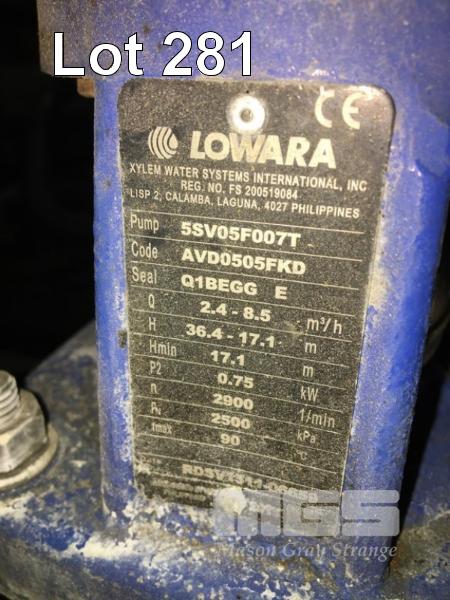 Lot 281
CE
LOWARA
XYLEM WATER SYSTEMS INTERNATIONAL, INC
REG. NO. FS 200519084
LISP 2, CALAMBA, LAGUNA, 4027 PHILIPPINES
Pump 5SV05F007T
Code AVD0505FKD
Seal Q1BEGG E
Q 2.4 - 8.5 m³/h
H 36.4 - 17.1 m
Hmin 17.1 m
P2 0.75 kW
n 2900 1/min
2500 kPa
tmax 90 °C
MGS
Mason Gray Strange